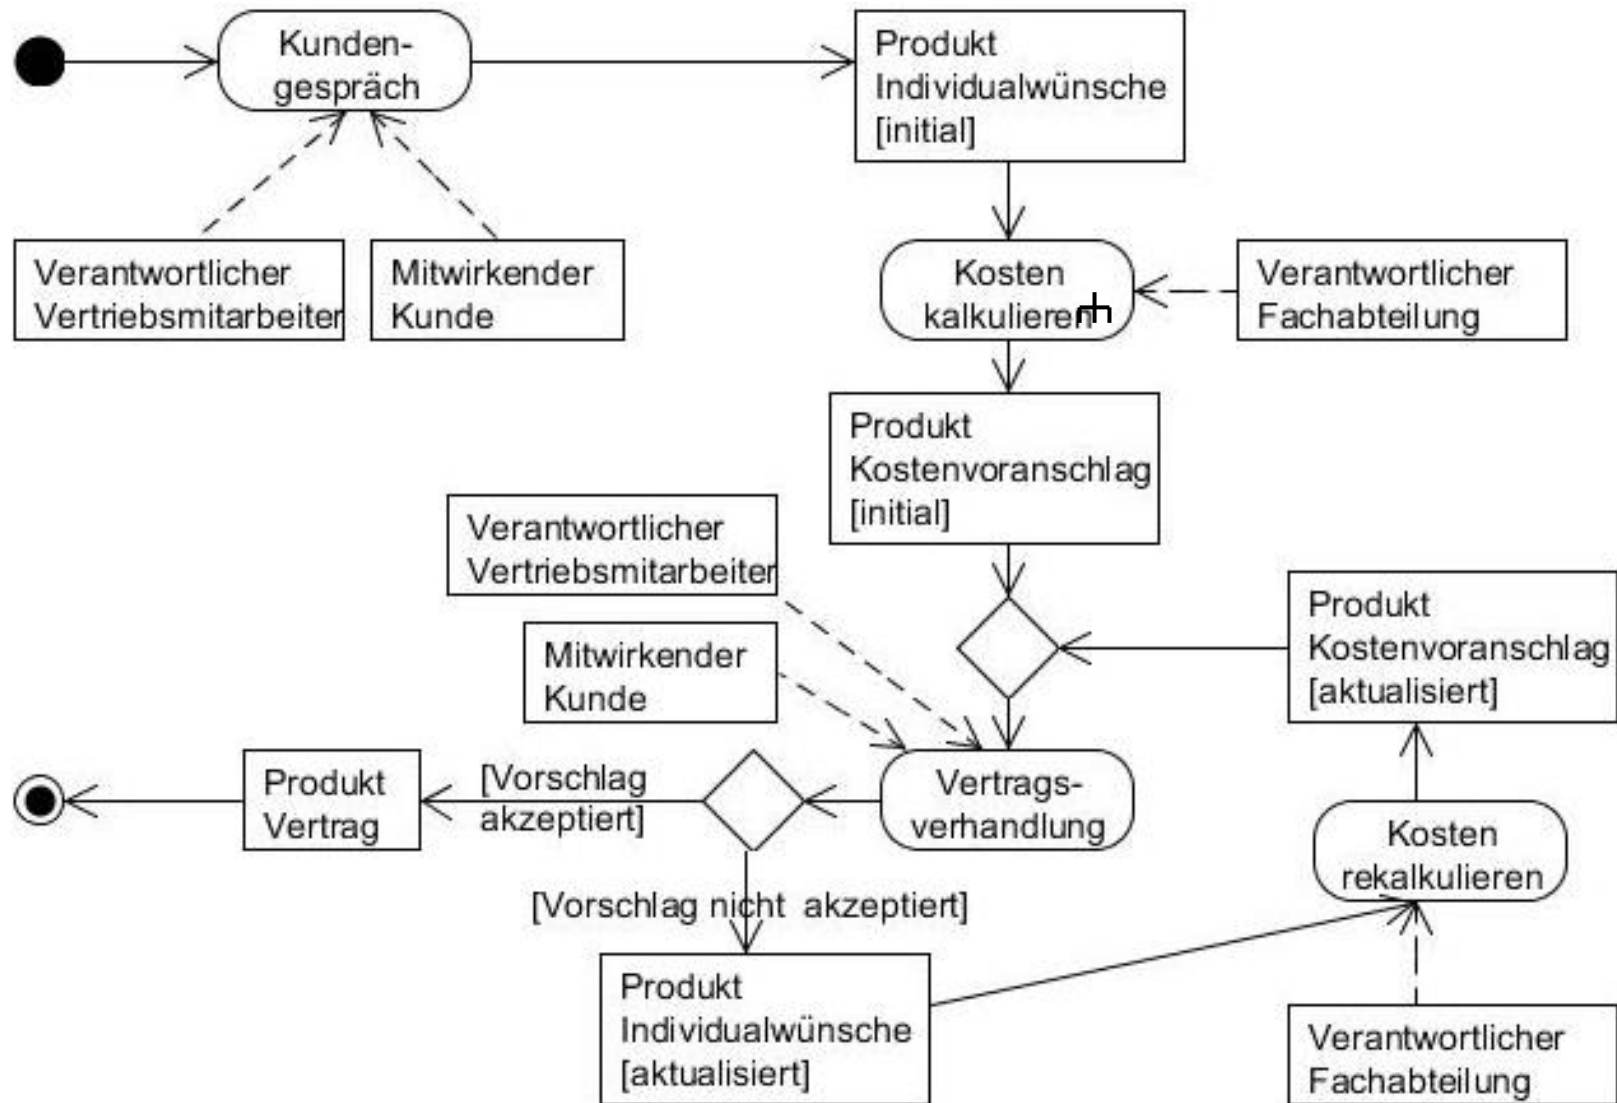 Kunden-
gespräch
Produkt
Individualwünsche
[initial]
Verantwortlicher
Vertriebsmitarbeiter
Mitwirkender
Kunde
Kosten
kalkulieren
Verantwortlicher
Fachabteilung
Produkt
Kostenvoranschlag
[initial]
Verantwortlicher
Vertriebsmitarbeiter
Mitwirkender
Kunde
Produkt
Kostenvoranschlag
[aktualisiert]
Produkt
Vertrag
[Vorschlag
akzeptiert]
Vertrags-
verhandlung
Kosten
rekalkulieren
[Vorschlag nicht akzeptiert]
Produkt
Individualwünsche
[aktualisiert]
Verantwortlicher
Fachabteilung